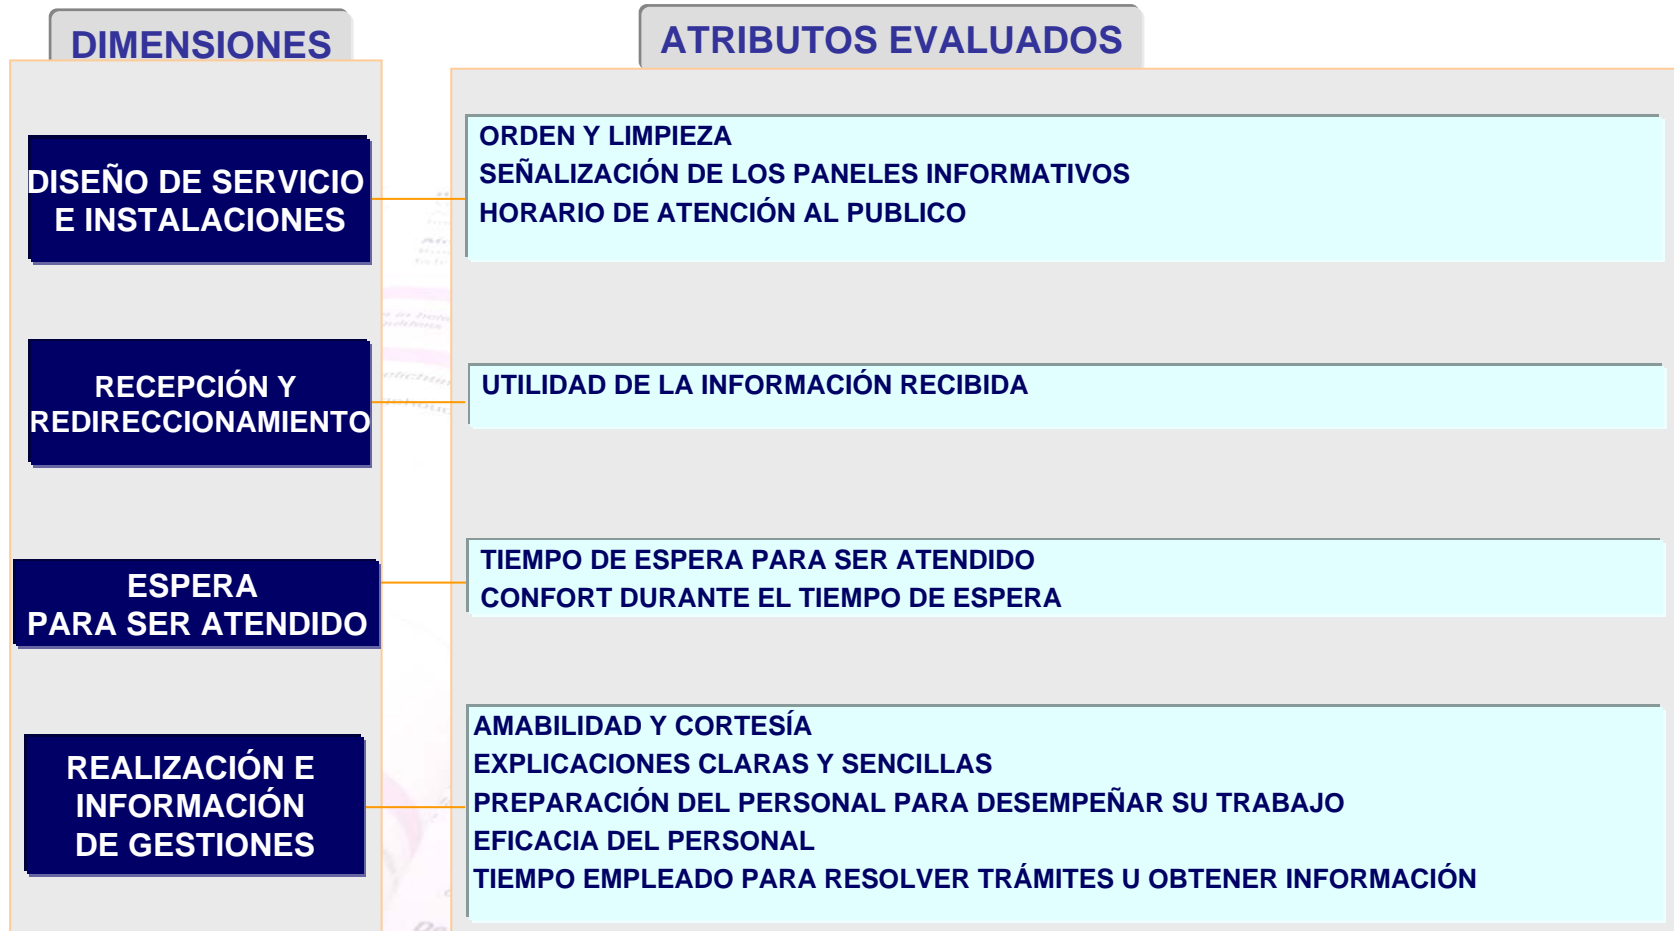 DIMENSIONES
ATRIBUTOS EVALUADOS
DISEÑO DE SERVICIO
E INSTALACIONES
ORDEN Y LIMPIEZA
SEÑALIZACIÓN DE LOS PANELES INFORMATIVOS
HORARIO DE ATENCIÓN AL PUBLICO
RECEPCIÓN Y
REDIRECCIONAMIENTO
UTILIDAD DE LA INFORMACIÓN RECIBIDA
ESPERA
PARA SER ATENDIDO
TIEMPO DE ESPERA PARA SER ATENDIDO
CONFORT DURANTE EL TIEMPO DE ESPERA
REALIZACIÓN E
INFORMACIÓN
DE GESTIONES
AMABILIDAD Y CORTESÍA
EXPLICACIONES CLARAS Y SENCILLAS
PREPARACIÓN DEL PERSONAL PARA DESEMPEÑAR SU TRABAJO
EFICACIA DEL PERSONAL
TIEMPO EMPLEADO PARA RESOLVER TRÁMITES U OBTENER INFORMACIÓN